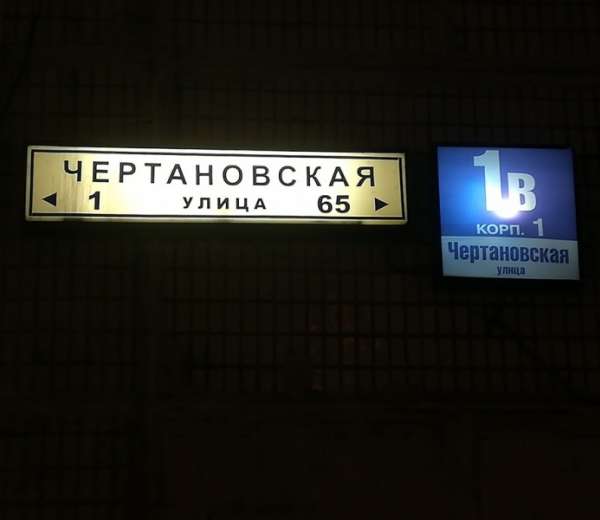 ЧЕРТАНОВСКАЯ
◄ 1 УЛИЦА 65 ►
1В
КОРП. 1
Чертановская
улица